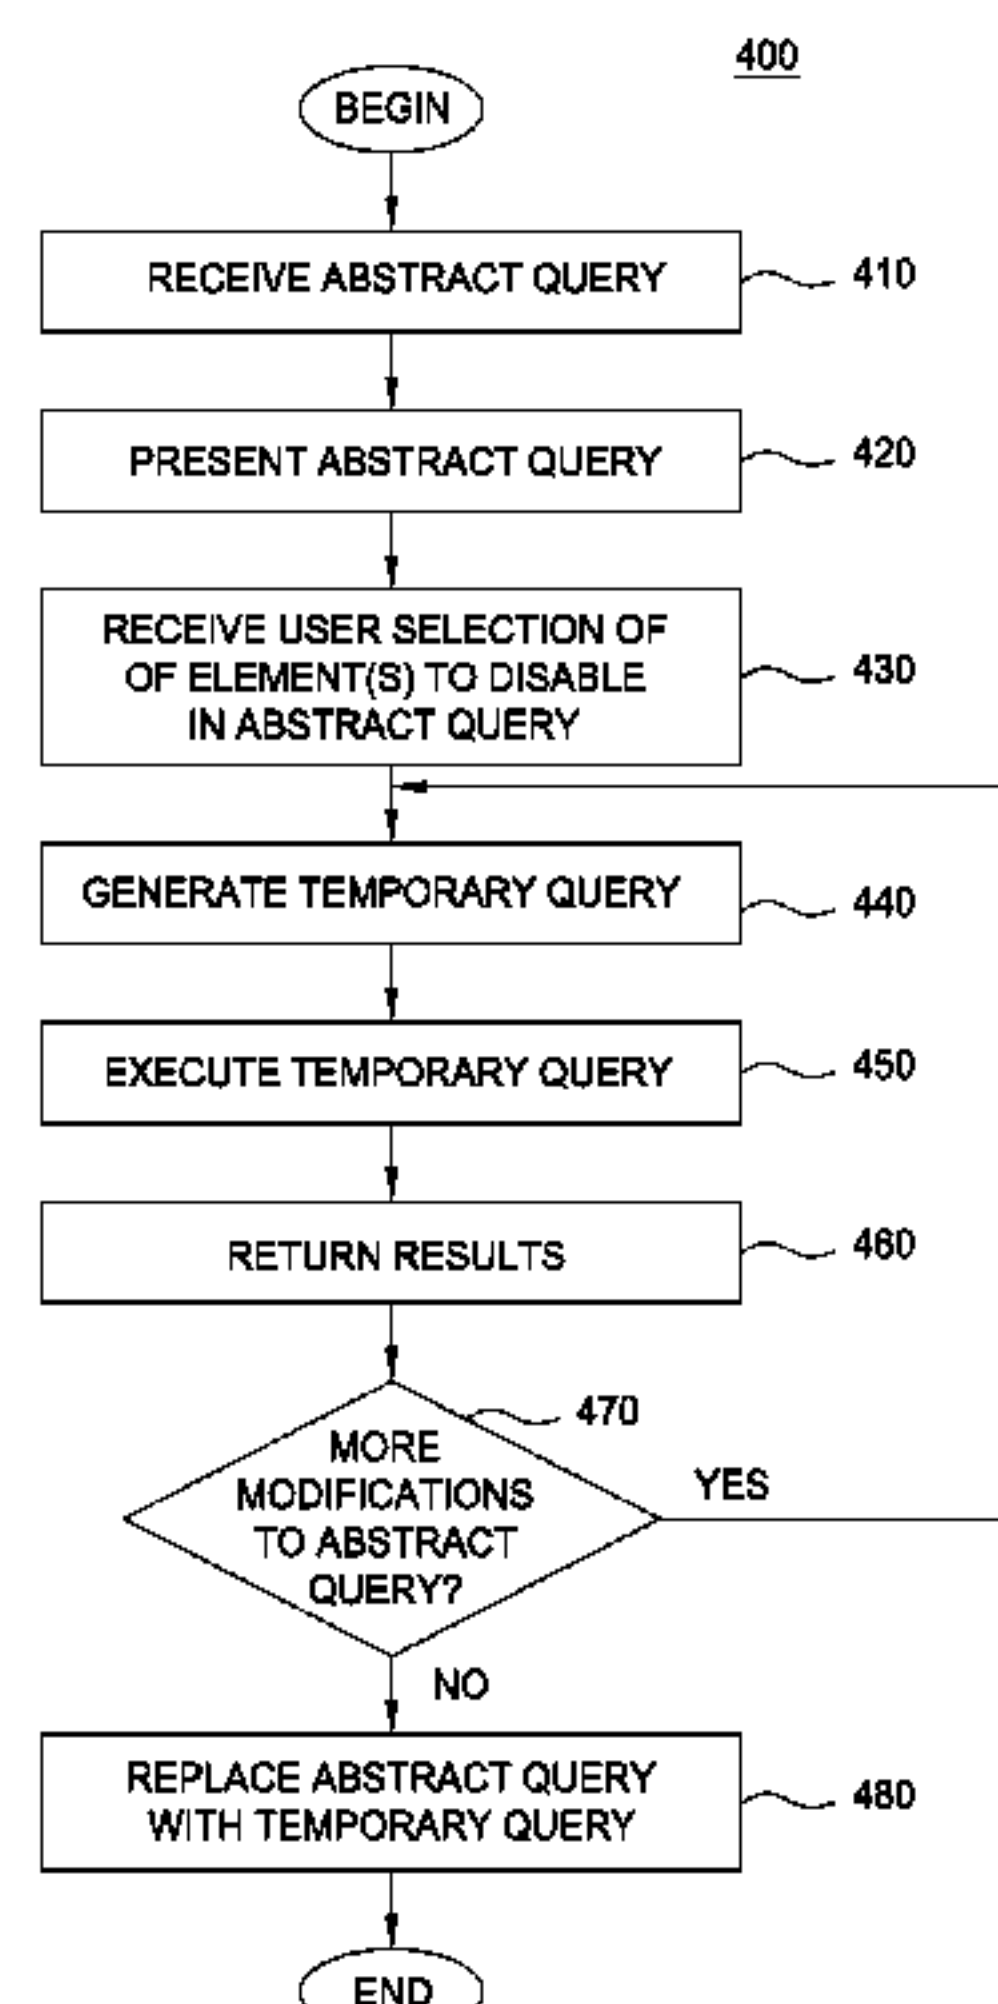 400
BEGIN
RECEIVE ABSTRACT QUERY
410
PRESENT ABSTRACT QUERY
420
RECEIVE USER SELECTION OF
OF ELEMENT(S) TO DISABLE
IN ABSTRACT QUERY
430
GENERATE TEMPORARY QUERY
440
EXECUTE TEMPORARY QUERY
450
RETURN RESULTS
460
470
MORE
MODIFICATIONS
TO ABSTRACT
QUERY?
YES
NO
REPLACE ABSTRACT QUERY
WITH TEMPORARY QUERY
480
END